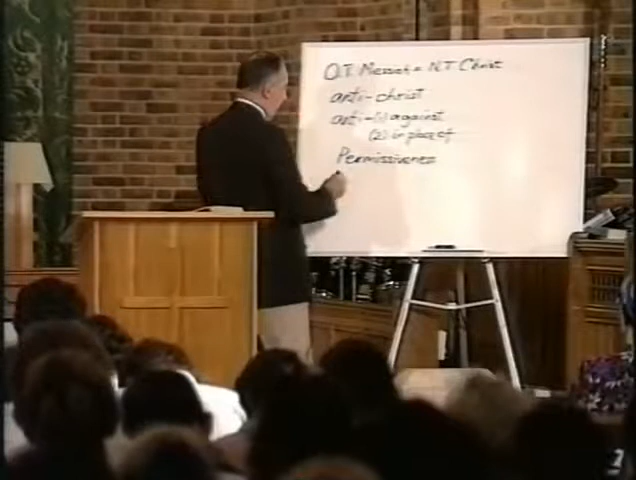 O.T. Messiah = N.T. Christ
anti-christ
anti-(1) against
(2) in place of
Permissiveness